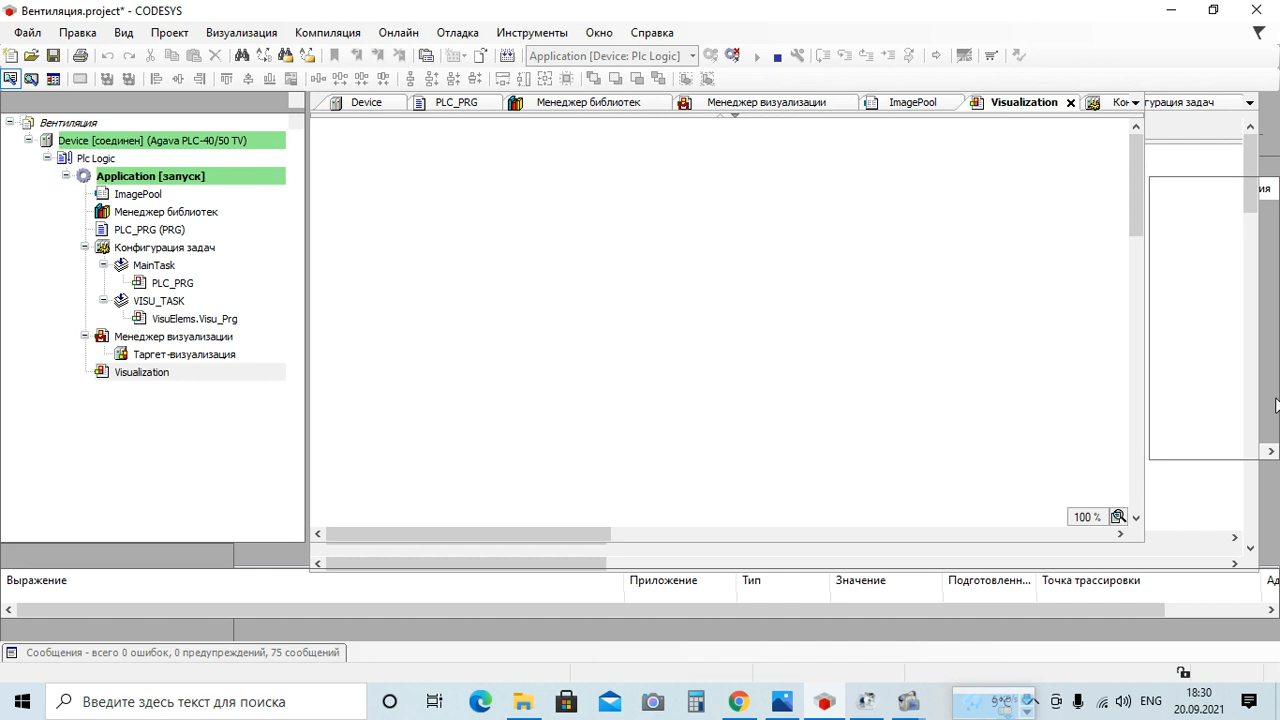 Вентиляция.project* - CODESYS
Файл Правка Вид Проект Визуализация Компиляция Онлайн Отладка Инструменты Окно Справка
Application [Device: Plc Logic]
Device PLC_PRG Менеджер библиотек Менеджер визуализации ImagePool Visualization гурация задач
Вентиляция
Device [соединен] (Agava PLC-40/50 TV)
Plc Logic
Application [запуск]
ImagePool
Менеджер библиотек
PLC_PRG (PRG)
Конфигурация задач
MainTask
PLC_PRG
VISU_TASK
VisuElems.Visu_Prg
Менеджер визуализации
Таргет-визуализация
Visualization
ия
100 %
Выражение Приложение Тип Значение Подготовленн... Точка трассировки Ад
Сообщения - всего 0 ошибок, 0 предупреждений, 75 сообщений
Введите здесь текст для поиска
ENG
18:30
20.09.2021